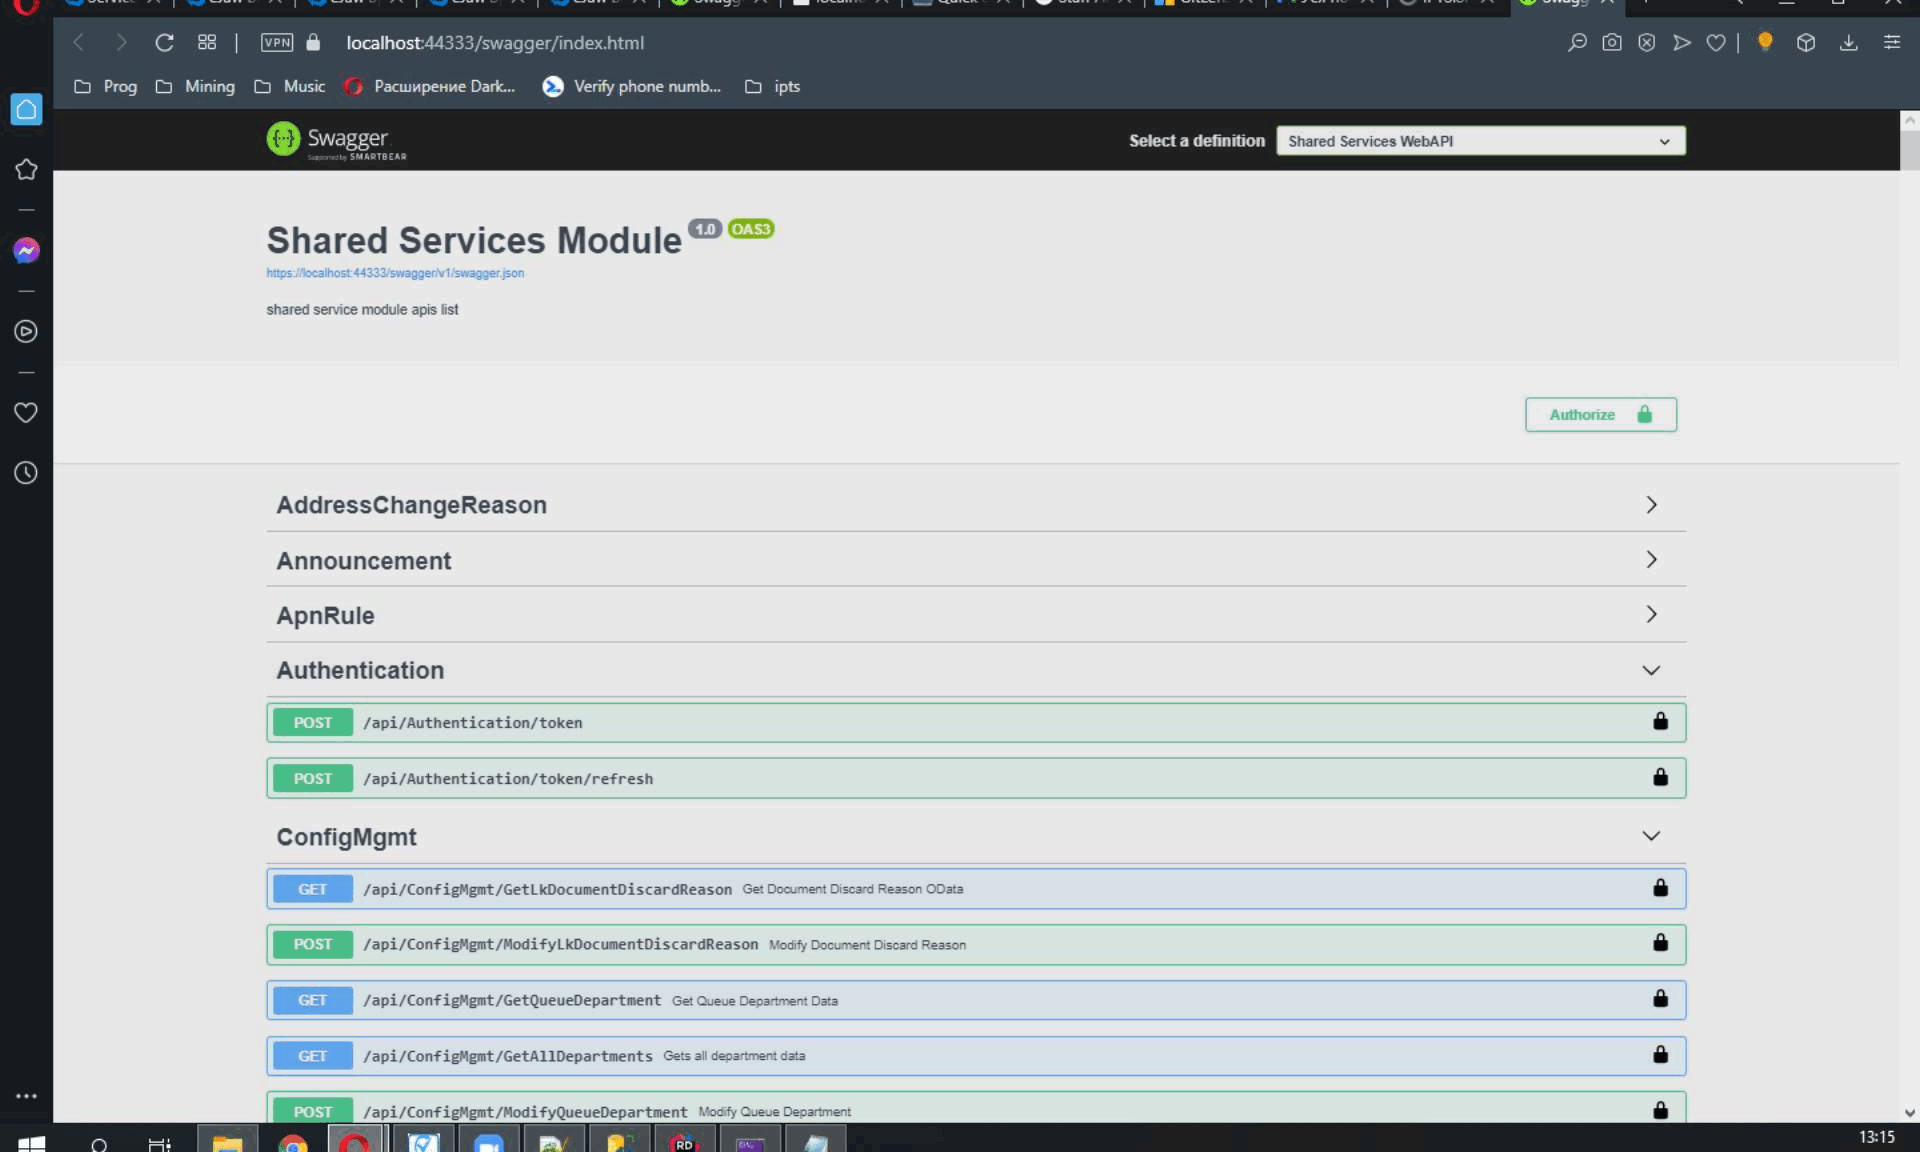 VPN
localhost:44333/swagger/index.html
Prog
Mining
Music
Расширение Dark...
Verify phone numb...
ipts
Swagger
Supported by SMARTBEAR
Select a definition
Shared Services WebAPI
Shared Services Module 1.0 OAS3
https://localhost:44333/swagger/v1/swagger.json
shared service module apis list
Authorize
AddressChangeReason
Announcement
ApnRule
Authentication
POST /api/Authentication/token
POST /api/Authentication/token/refresh
ConfigMgmt
GET /api/ConfigMgmt/GetLkDocumentDiscardReason Get Document Discard Reason OData
POST /api/ConfigMgmt/ModifyLkDocumentDiscardReason Modify Document Discard Reason
GET /api/ConfigMgmt/GetQueueDepartment Get Queue Department Data
GET /api/ConfigMgmt/GetAllDepartments Gets all department data
POST /api/ConfigMgmt/ModifyQueueDepartment Modify Queue Department
RD
13:15